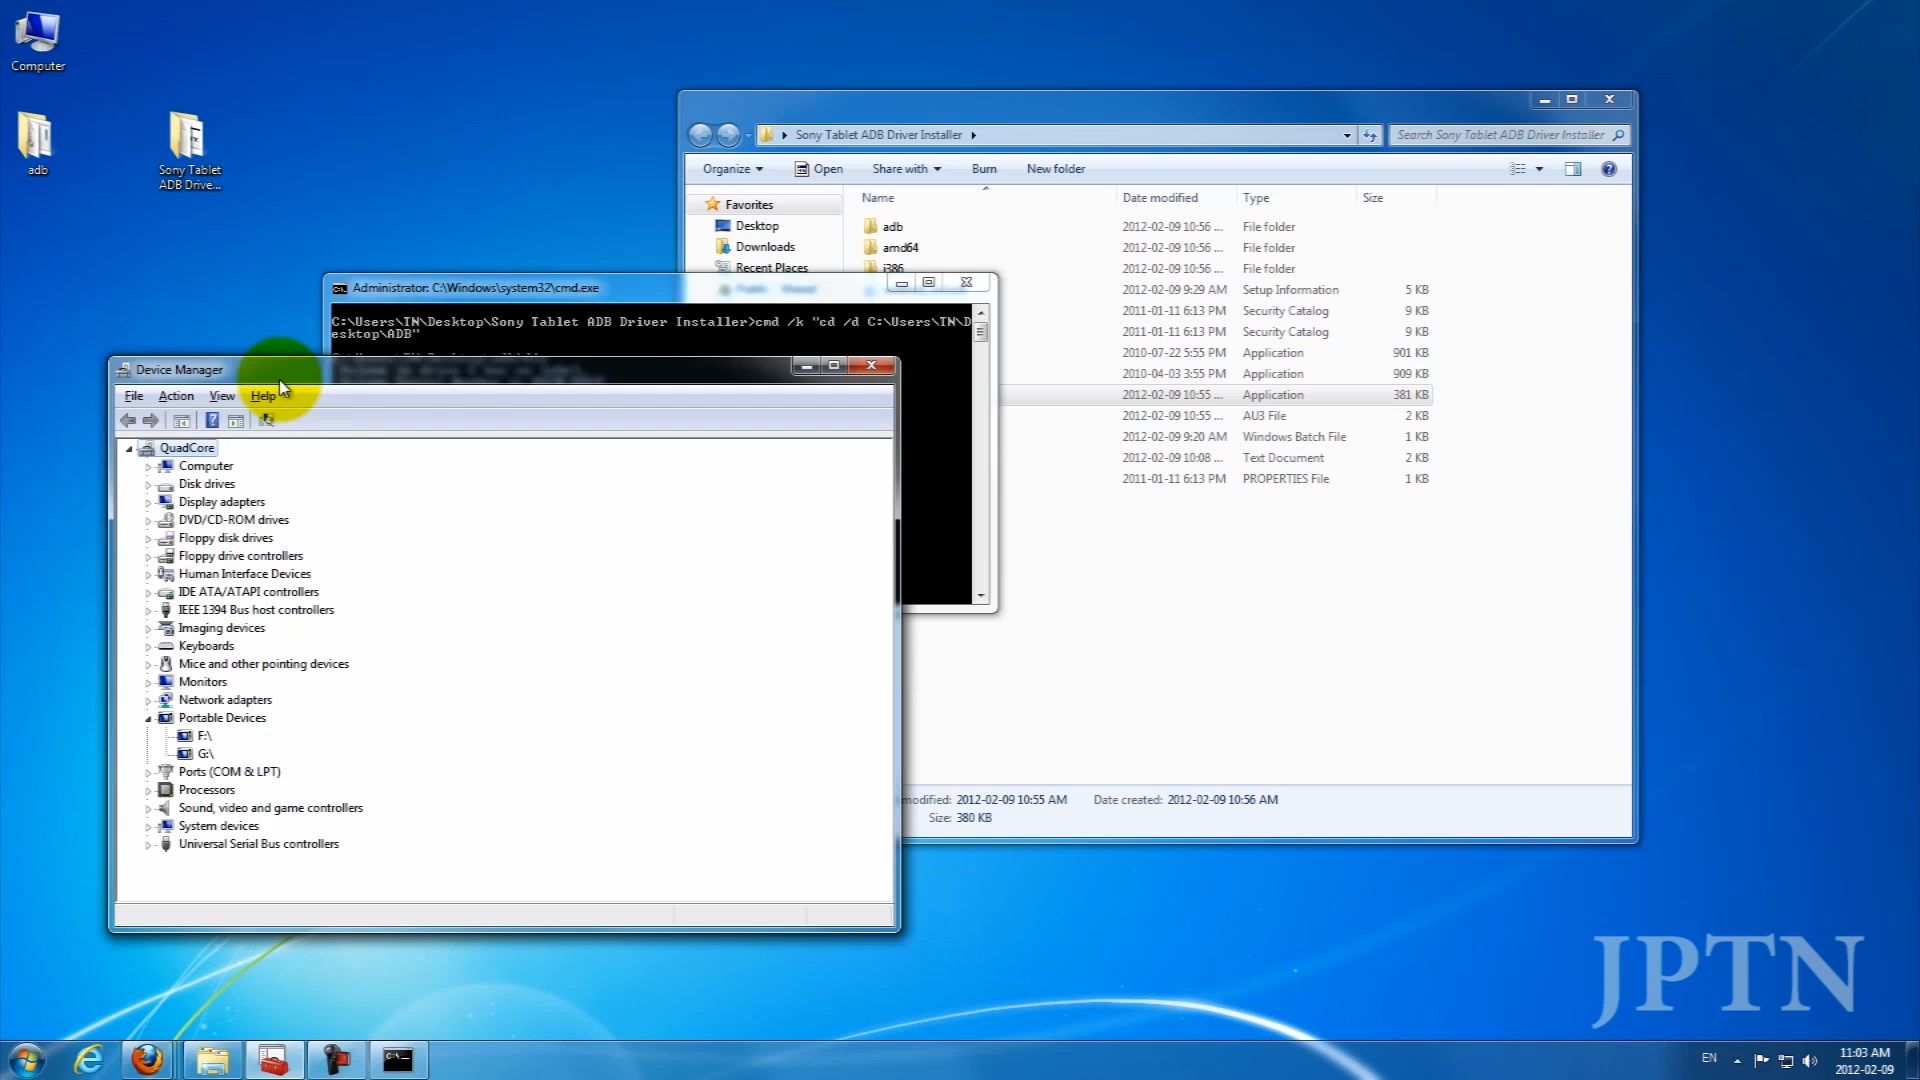 Computer
adb
Sony Tablet
ADB Drive...
Sony Tablet ADB Driver Installer
Search Sony Tablet ADB Driver Installer
Organize
Open
Share with
Burn
New folder
Name
Date modified
Type
Size
Favorites
Desktop
Downloads
Recent Places
adb
2012-02-09 10:56 ...
File folder
amd64
2012-02-09 10:56 ...
File folder
i386
2012-02-09 10:56 ...
File folder
2012-02-09 9:29 AM
Setup Information
5 KB
2011-01-11 6:13 PM
Security Catalog
9 KB
2011-01-11 6:13 PM
Security Catalog
9 KB
2010-07-22 5:55 PM
Application
901 KB
2010-04-03 3:55 PM
Application
909 KB
2012-02-09 10:55 ...
Application
381 KB
2012-02-09 10:55 ...
AU3 File
2 KB
2012-02-09 9:20 AM
Windows Batch File
1 KB
2012-02-09 10:08 ...
Text Document
2 KB
2011-01-11 6:13 PM
PROPERTIES File
1 KB
modified: 2012-02-09 10:55 AM
Date created: 2012-02-09 10:56 AM
Size: 380 KB
Administrator: C:\Windows\system32\cmd.exe
C:\Users\TN\Desktop\Sony Tablet ADB Driver Installer>cmd /k "cd /d C:\Users\TN\D
esktop\ADB"
Device Manager
File
Action
View
Help
QuadCore
Computer
Disk drives
Display adapters
DVD/CD-ROM drives
Floppy disk drives
Floppy drive controllers
Human Interface Devices
IDE ATA/ATAPI controllers
IEEE 1394 Bus host controllers
Imaging devices
Keyboards
Mice and other pointing devices
Monitors
Network adapters
Portable Devices
F:\
G:\
Ports (COM & LPT)
Processors
Sound, video and game controllers
System devices
Universal Serial Bus controllers
JPTN
EN
11:03 AM
2012-02-09